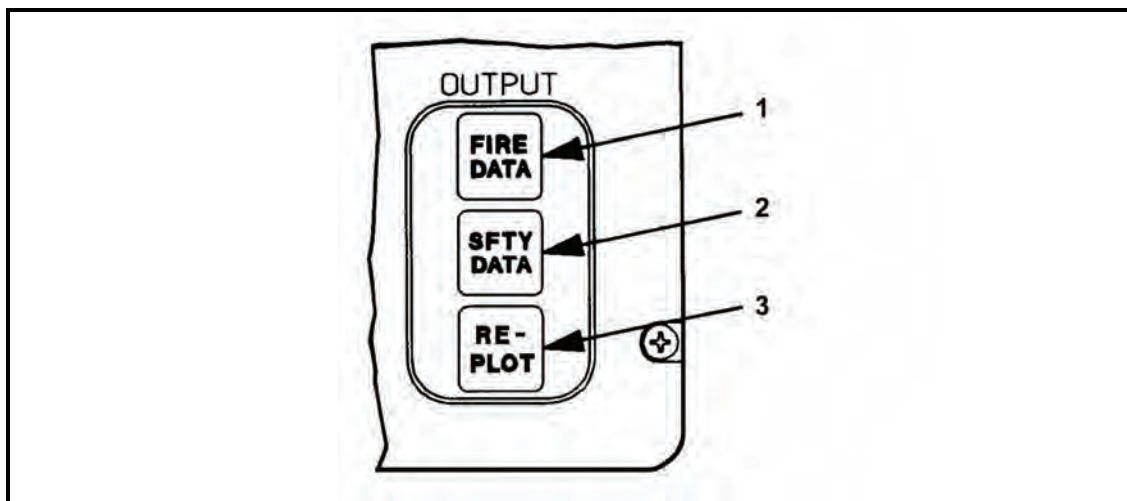 OUTPUT
FIRE
DATA
1
SFTY
DATA
2
RE-
PLOT
3